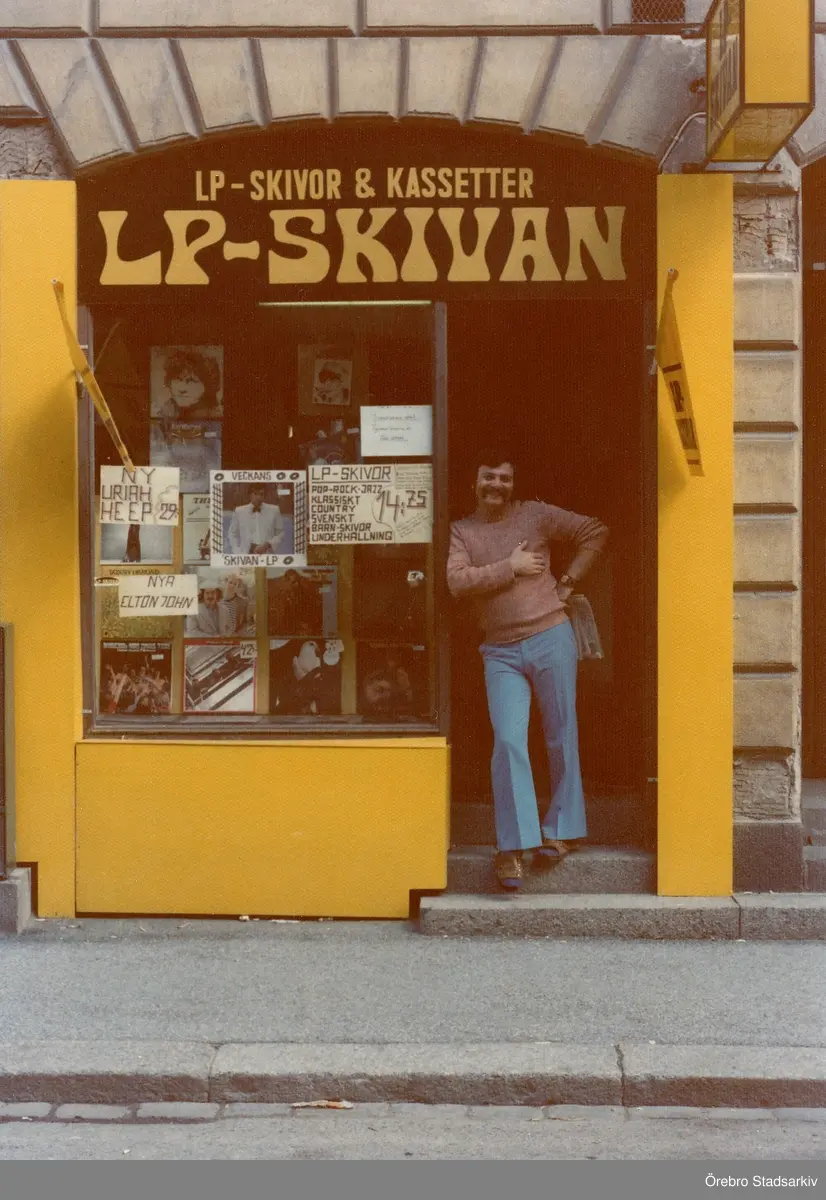 LP-SKIVOR & KASSETTER
LP-SKIVAN
NY
URIAH
HEEP 29:-
VECKANS
SKIVAN-LP
LP-SKIVOR
POP-ROCK-JAZZ
KLASSISKT
COUNTRY
SVENSKT
BARN-SKIVOR
UNDERHÅLLNING
14,75
NYA
ELTON JOHN
Örebro Stadsarkiv